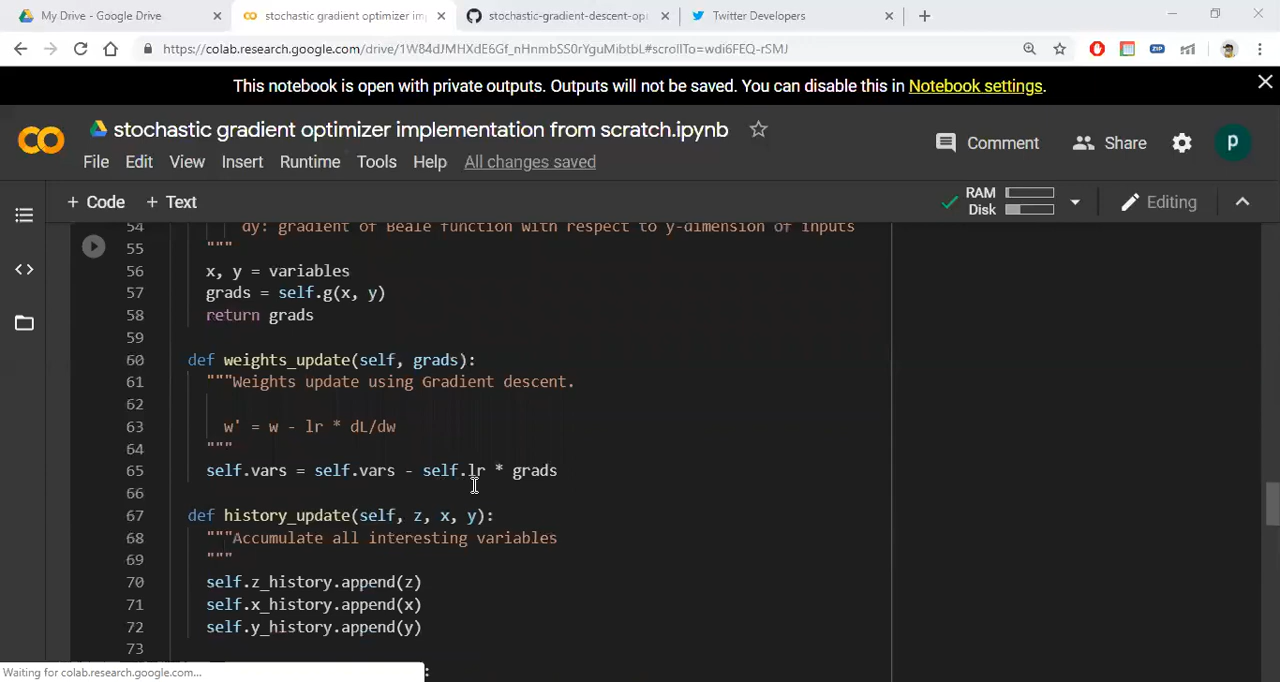 My Drive - Google Drive
stochastic gradient optimizer im
stochastic-gradient-descent-op
Twitter Developers
https://colab.research.google.com/drive/1W84dJMHXdE6Gf_nHnmbSS0rYguMibtbL#scrollTo=wdi6FEQ-rSMJ
ZIP
This notebook is open with private outputs. Outputs will not be saved. You can disable this in Notebook settings.
stochastic gradient optimizer implementation from scratch.ipynb
Comment
Share
p
File Edit View Insert Runtime Tools Help All changes saved
+ Code + Text
RAM
Disk
Editing
54 dy: gradient of Beale function with respect to y-dimension of inputs
55 """
56 x, y = variables
57 grads = self.g(x, y)
58 return grads
59
60 def weights_update(self, grads):
61 """Weights update using Gradient descent.
62
63 w' = w - lr * dL/dw
64 """
65 self.vars = self.vars - self.lr * grads
66
67 def history_update(self, z, x, y):
68 """Accumulate all interesting variables
69 """
70 self.z_history.append(z)
71 self.x_history.append(x)
72 self.y_history.append(y)
73
Waiting for colab.research.google.com...
: